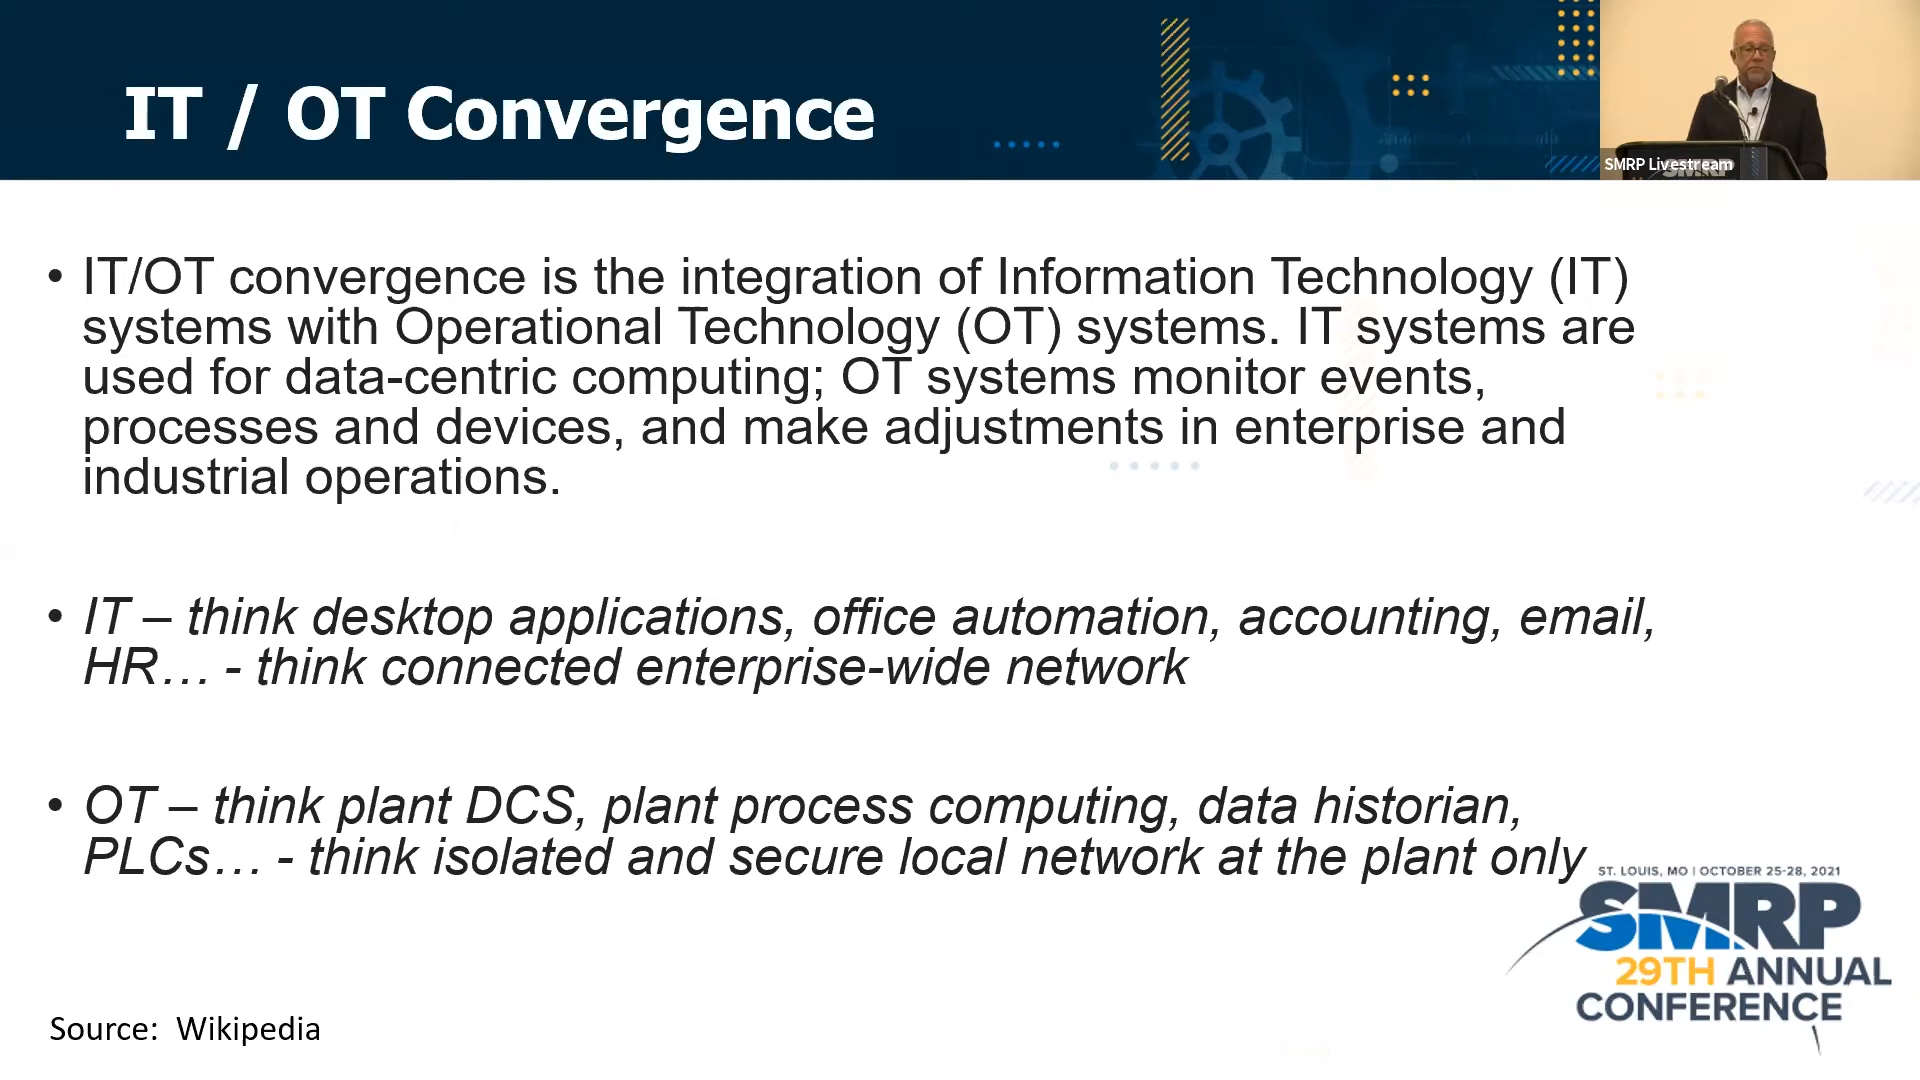 IT / OT Convergence
SMRP Livestream
SMRP
• IT/OT convergence is the integration of Information Technology (IT)
systems with Operational Technology (OT) systems. IT systems are
used for data-centric computing; OT systems monitor events,
processes and devices, and make adjustments in enterprise and
industrial operations.
• IT – think desktop applications, office automation, accounting, email,
HR… - think connected enterprise-wide network
• OT – think plant DCS, plant process computing, data historian,
PLCs… - think isolated and secure local network at the plant only
ST. LOUIS, MO | OCTOBER 25-28, 2021
SMRP
29TH ANNUAL
CONFERENCE
Source: Wikipedia